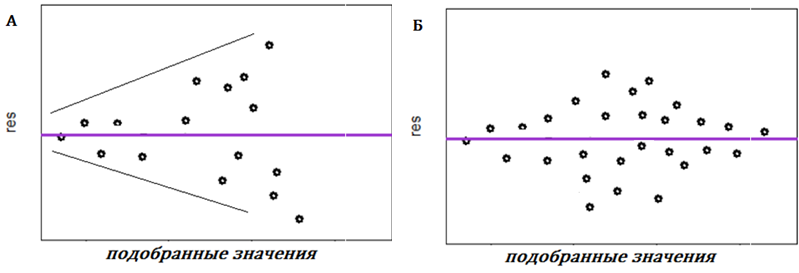 А
res
подобранные значения
Б
res
подобранные значения